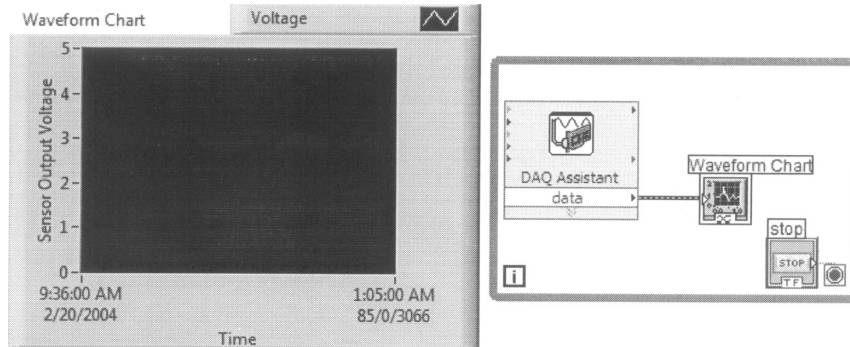 Waveform Chart
Voltage
Sensor Output Voltage
5
4
3
2
1
0
9:36:00 AM
2/20/2004
1:05:00 AM
85/0/3066
Time
DAQ Assistant
data
Waveform Chart
stop
STOP
TF
i